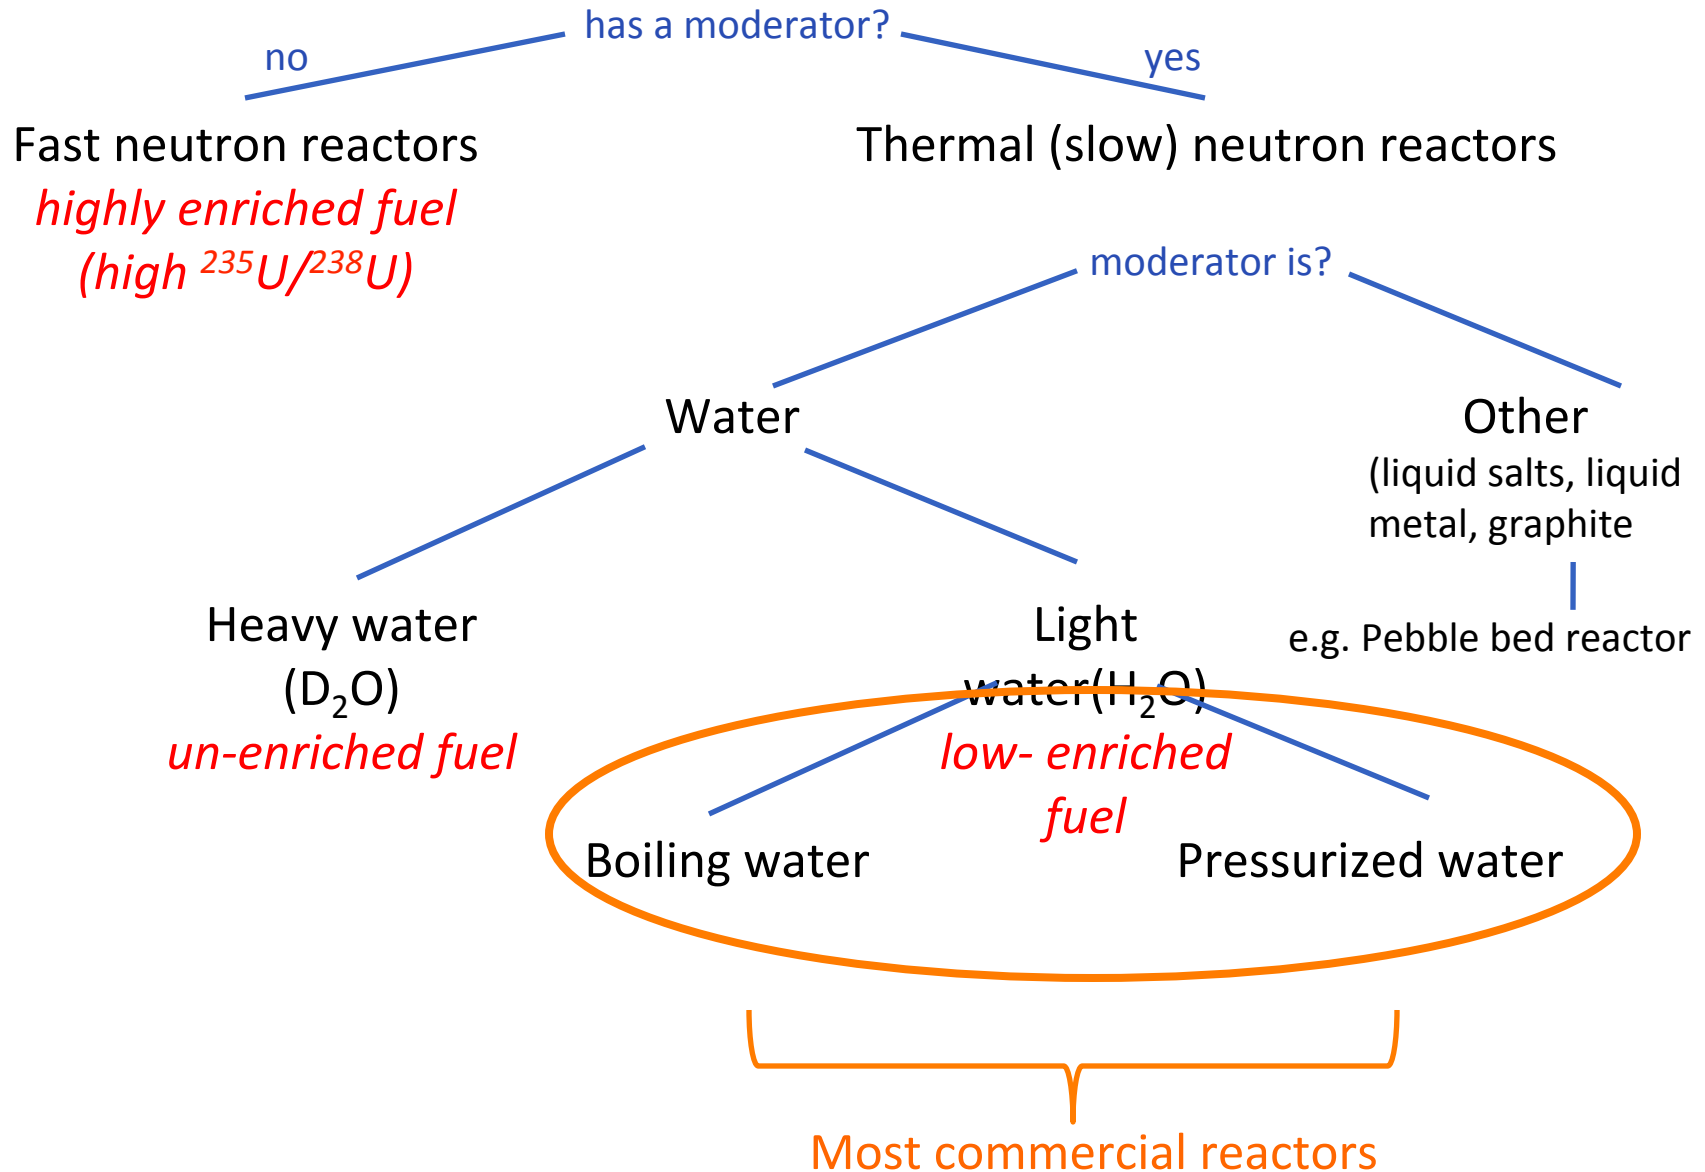 has a moderator?
no
yes
Fast neutron reactors
highly enriched fuel
(high ²³⁵U/²³⁸U)
Thermal (slow) neutron reactors
moderator is?
Water
Other
(liquid salts, liquid
metal, graphite
e.g. Pebble bed reactor
Heavy water
(D₂O)
un-enriched fuel
Light
water(H₂O)
low- enriched
fuel
Boiling water
Pressurized water
Most commercial reactors